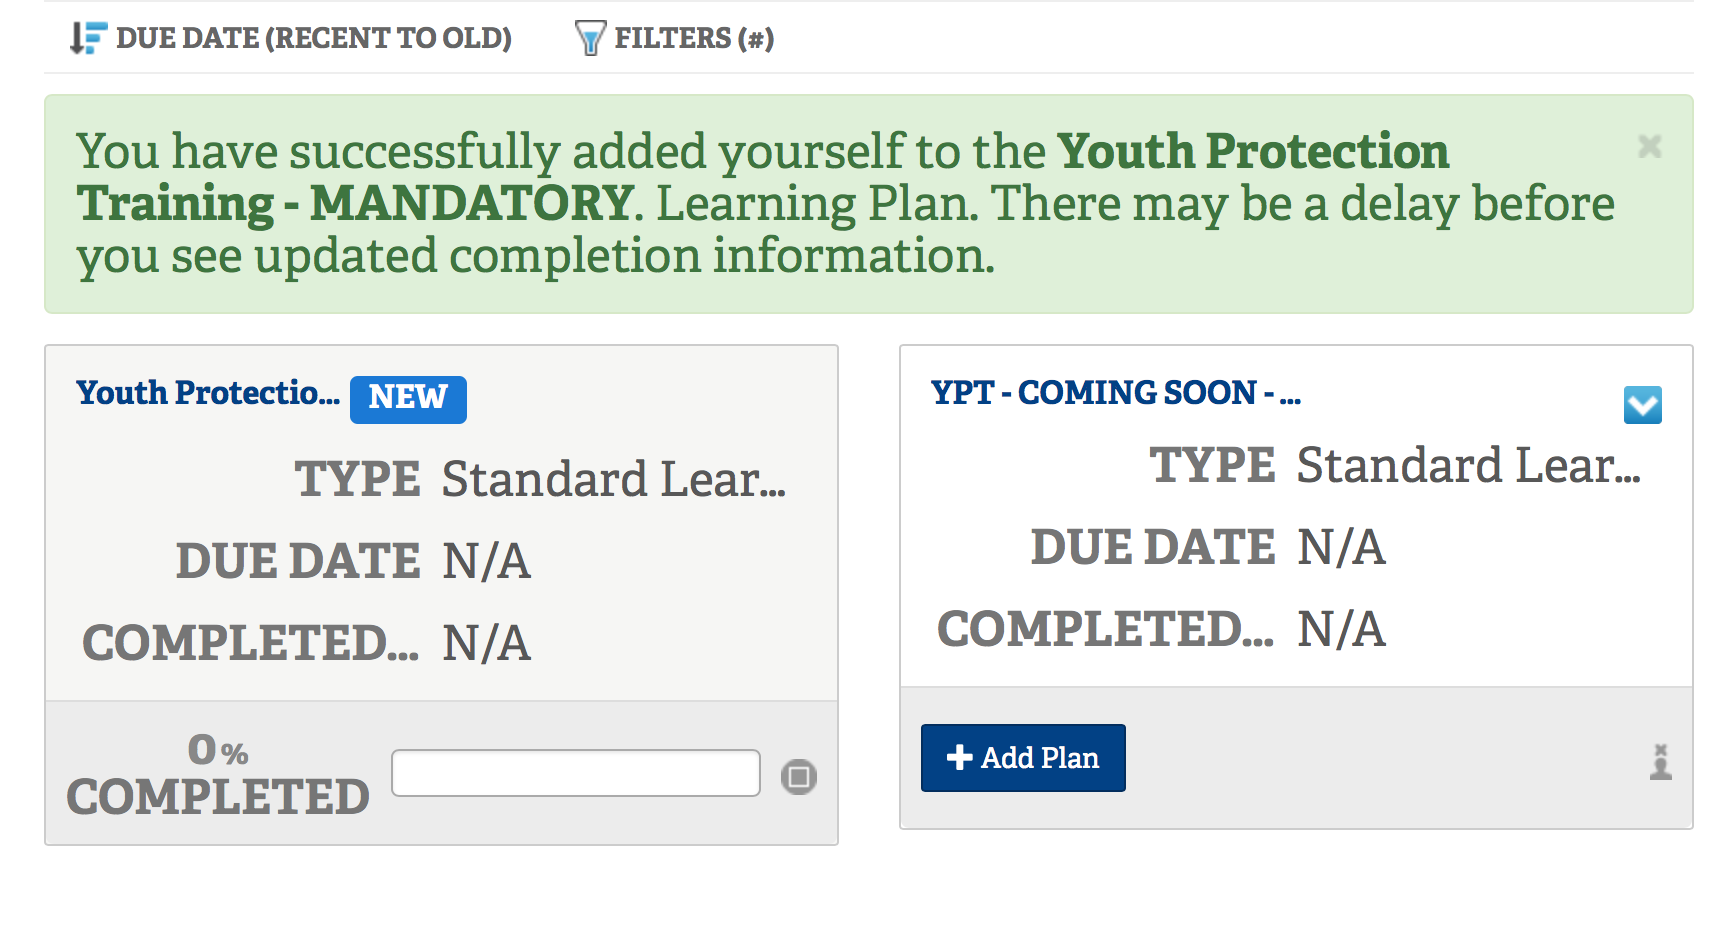 DUE DATE (RECENT TO OLD) FILTERS (#)
You have successfully added yourself to the Youth Protection
Training - MANDATORY. Learning Plan. There may be a delay before
you see updated completion information.
Youth Protectio... NEW
TYPE Standard Lear...
DUE DATE N/A
COMPLETED... N/A
0%
COMPLETED
YPT - COMING SOON - ...
TYPE Standard Lear...
DUE DATE N/A
COMPLETED... N/A
Add Plan